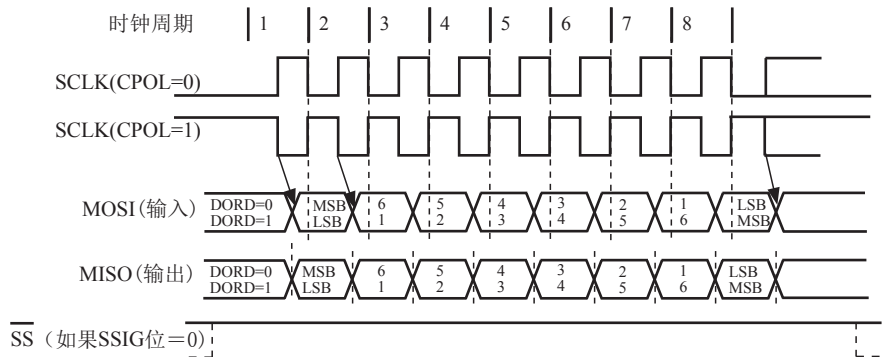 时钟周期 1 2 3 4 5 6 7 8
SCLK(CPOL=0)
SCLK(CPOL=1)
MOSI(输入) DORD=0 MSB 6 5 4 3 2 1 LSB
DORD=1 LSB 1 2 3 4 5 6 MSB
MISO(输出) DORD=0 MSB 6 5 4 3 2 1 LSB
DORD=1 LSB 1 2 3 4 5 6 MSB
SS（如果SSIG位＝0)